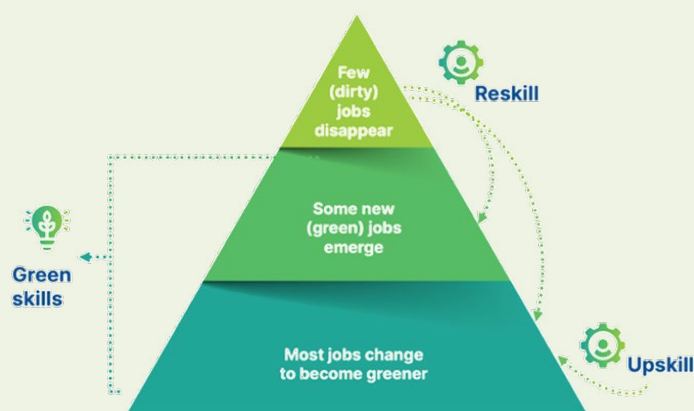 Few
(dirty)
jobs
disappear
Reskill
Some new
(green) jobs
emerge
Green
skills
Most jobs change
to become greener
Upskill